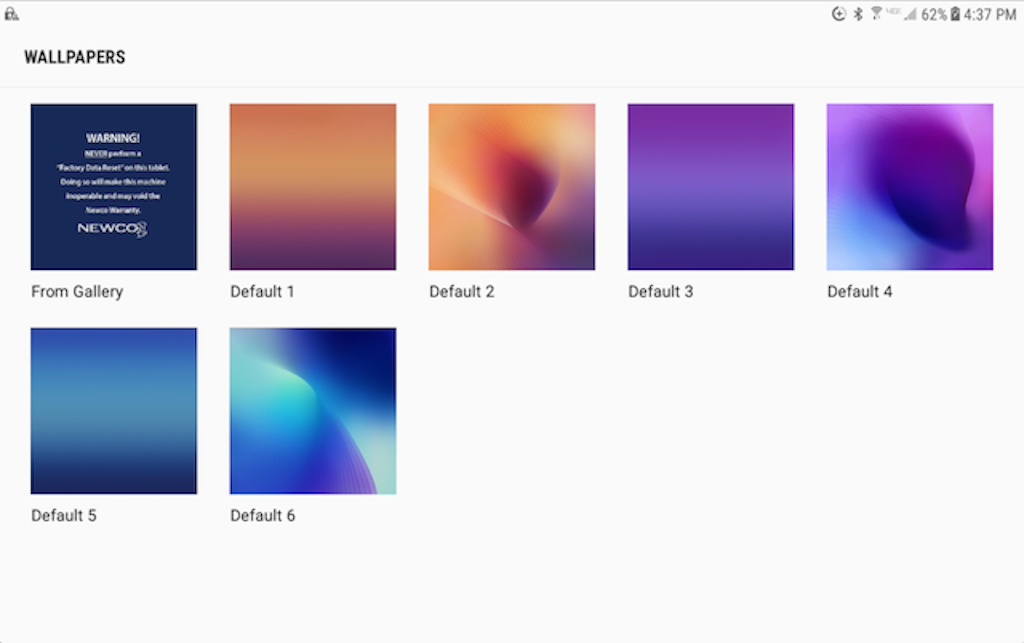 62% 4:37 PM
WALLPAPERS
WARNING!
NEVER perform a
"Factory Data Reset" on this tablet.
Doing so will make this machine
inoperable and may void the
Newco Warranty.
NEWCO
From Gallery
Default 1
Default 2
Default 3
Default 4
Default 5
Default 6